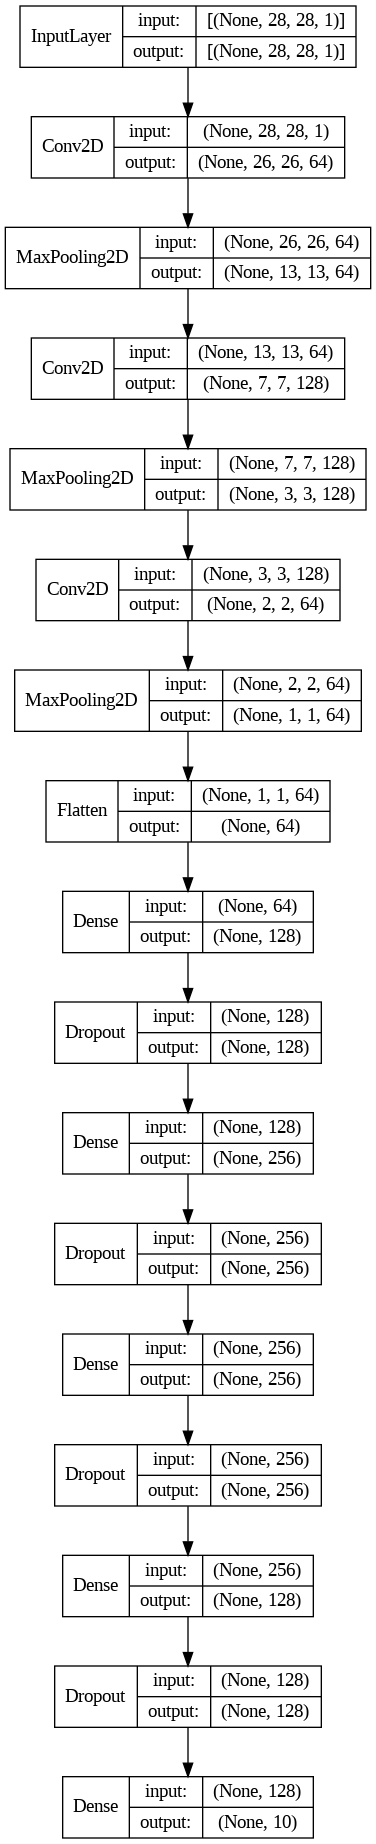 InputLayer
input: [(None, 28, 28, 1)]
output: [(None, 28, 28, 1)]
Conv2D
input: (None, 28, 28, 1)
output: (None, 26, 26, 64)
MaxPooling2D
input: (None, 26, 26, 64)
output: (None, 13, 13, 64)
Conv2D
input: (None, 13, 13, 64)
output: (None, 7, 7, 128)
MaxPooling2D
input: (None, 7, 7, 128)
output: (None, 3, 3, 128)
Conv2D
input: (None, 3, 3, 128)
output: (None, 2, 2, 64)
MaxPooling2D
input: (None, 2, 2, 64)
output: (None, 1, 1, 64)
Flatten
input: (None, 1, 1, 64)
output: (None, 64)
Dense
input: (None, 64)
output: (None, 128)
Dropout
input: (None, 128)
output: (None, 128)
Dense
input: (None, 128)
output: (None, 256)
Dropout
input: (None, 256)
output: (None, 256)
Dense
input: (None, 256)
output: (None, 256)
Dropout
input: (None, 256)
output: (None, 256)
Dense
input: (None, 256)
output: (None, 128)
Dropout
input: (None, 128)
output: (None, 128)
Dense
input: (None, 128)
output: (None, 10)